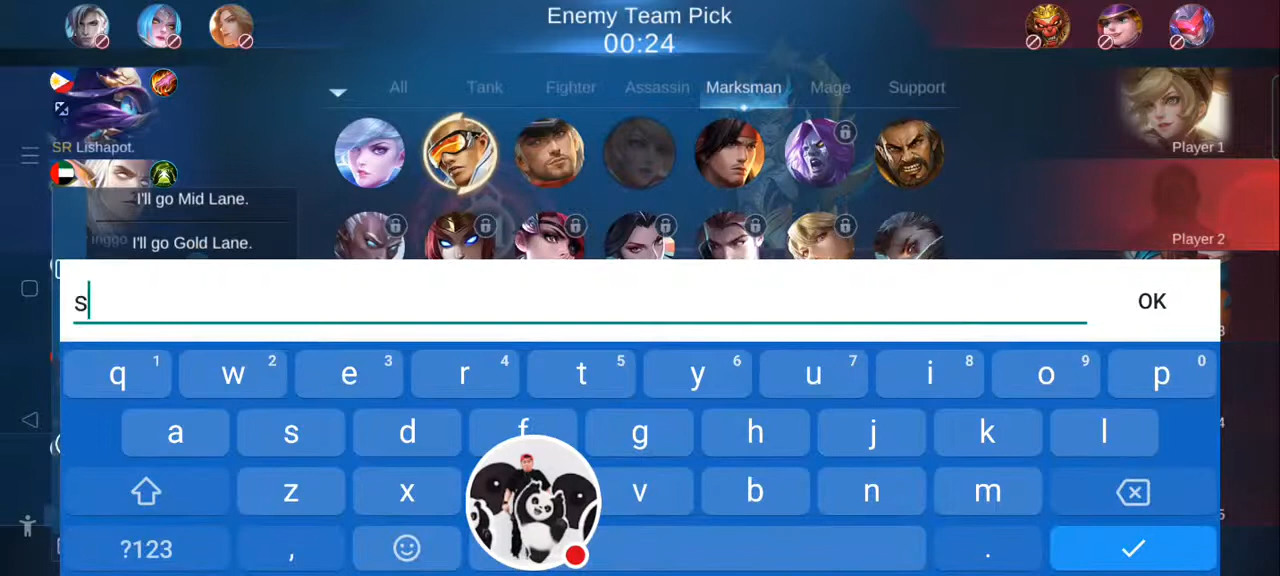 Enemy Team Pick
00:24
All Tank Fighter Assassin Marksman Mage Support
SR Lishapot.
Player 1
I'll go Mid Lane.
inggo I'll go Gold Lane.
Player 2
s
OK
q 1 w 2 e 3 r 4 t 5 y 6 u 7 i 8 o 9 p 0
a s d f g h j k l
z x v b n m
?123 , .